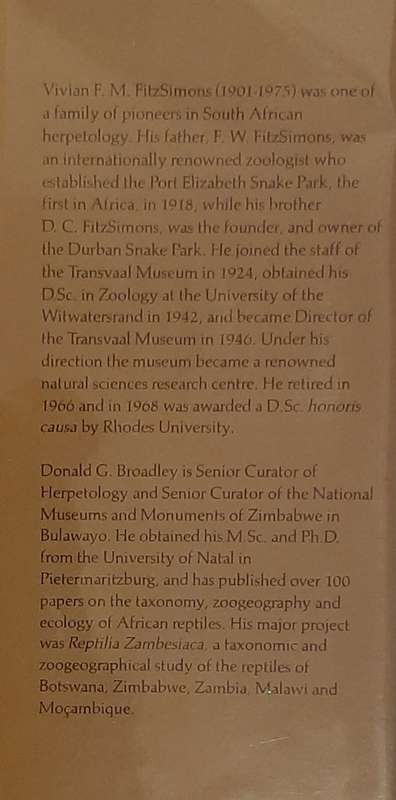 Vivian F. M. FitzSimons (1901-1975) was one of
a family of pioneers in South African
herpetology. His father, F. W. FitzSimons, was
an internationally renowned zoologist who
established the Port Elizabeth Snake Park, the
first in Africa, in 1918, while his brother
D. C. FitzSimons, was the founder, and owner of
the Durban Snake Park. He joined the staff of
the Transvaal Museum in 1924, obtained his
D.Sc. in Zoology at the University of the
Witwatersrand in 1942, and became Director of
the Transvaal Museum in 1946. Under his
direction the museum became a renowned
natural sciences research centre. He retired in
1966 and in 1968 was awarded a D.Sc. honoris
causa by Rhodes University.
Donald G. Broadley is Senior Curator of
Herpetology and Senior Curator of the National
Museums and Monuments of Zimbabwe in
Bulawayo. He obtained his M.Sc. and Ph.D.
from the University of Natal in
Pietermaritzburg, and has published over 100
papers on the taxonomy, zoogeography and
ecology of African reptiles. His major project
was Reptilia Zambesiaca, a taxonomic and
zoogeographical study of the reptiles of
Botswana, Zimbabwe, Zambia, Malawi and
Moçambique.